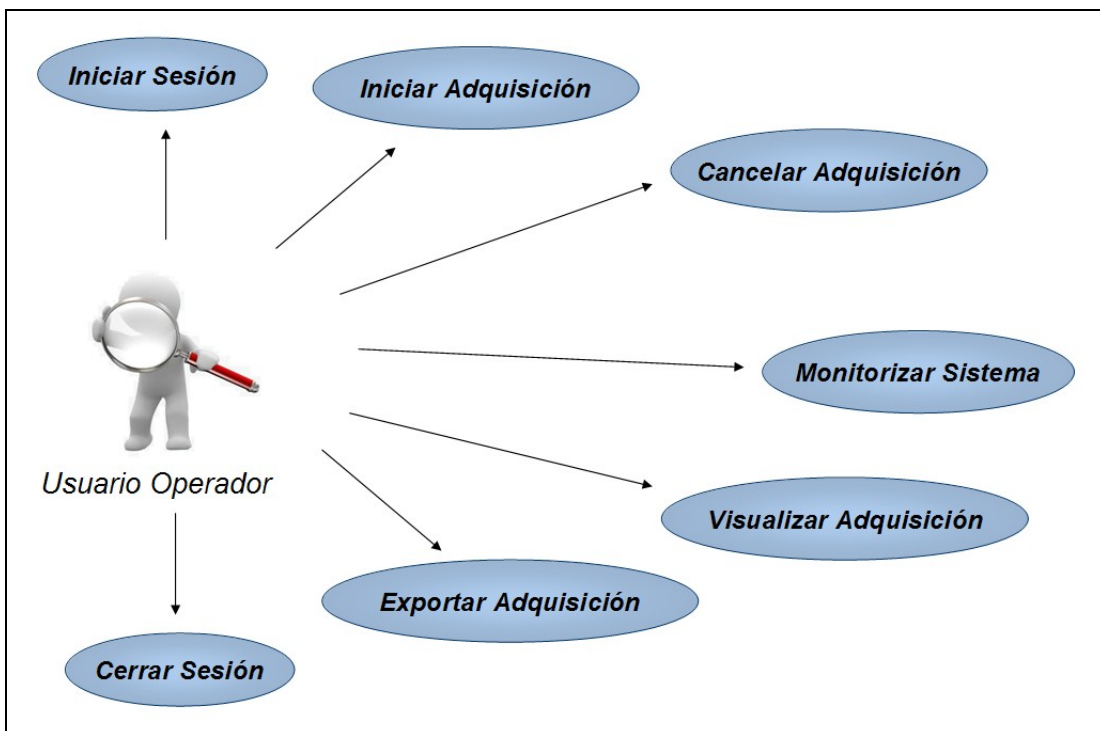 Iniciar Sesión
Iniciar Adquisición
Cancelar Adquisición
Monitorizar Sistema
Usuario Operador
Visualizar Adquisición
Exportar Adquisición
Cerrar Sesión